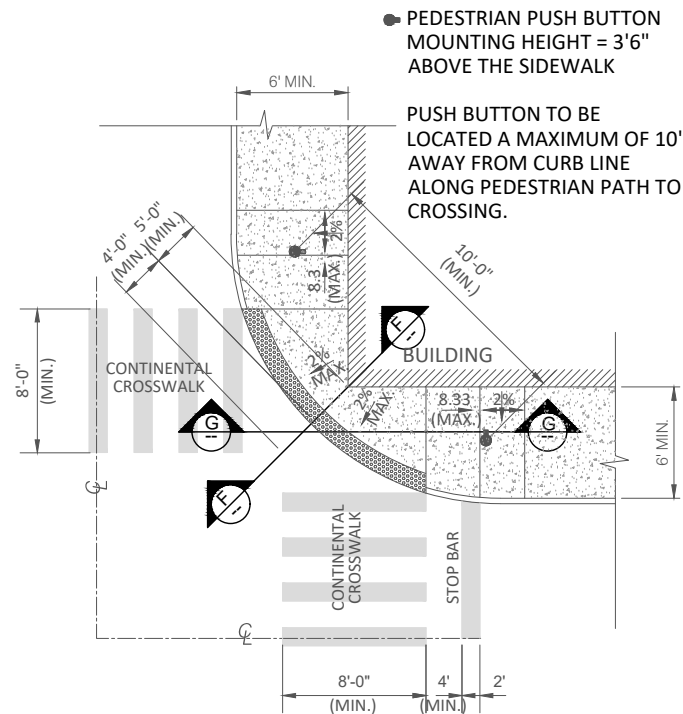 PEDESTRIAN PUSH BUTTON
MOUNTING HEIGHT = 3'6"
ABOVE THE SIDEWALK
PUSH BUTTON TO BE
LOCATED A MAXIMUM OF 10'
AWAY FROM CURB LINE
ALONG PEDESTRIAN PATH TO
CROSSING.
6' MIN.
4'-0"
(MIN.)
5'-0"
(MIN.)
2%
8.3
(MAX.
10'-0"
(MIN.)
8'-0"
(MIN.)
CONTINENTAL
CROSSWALK
2%
MAX
F
--
BUILDING
2%
MAX.
8.33
(MAX.
2%
G
--
G
--
6' MIN.
F
--
CL
CONTINENTAL
CROSSWALK
STOP BAR
CL
8'-0"
(MIN.)
4'
(MIN.)
2'